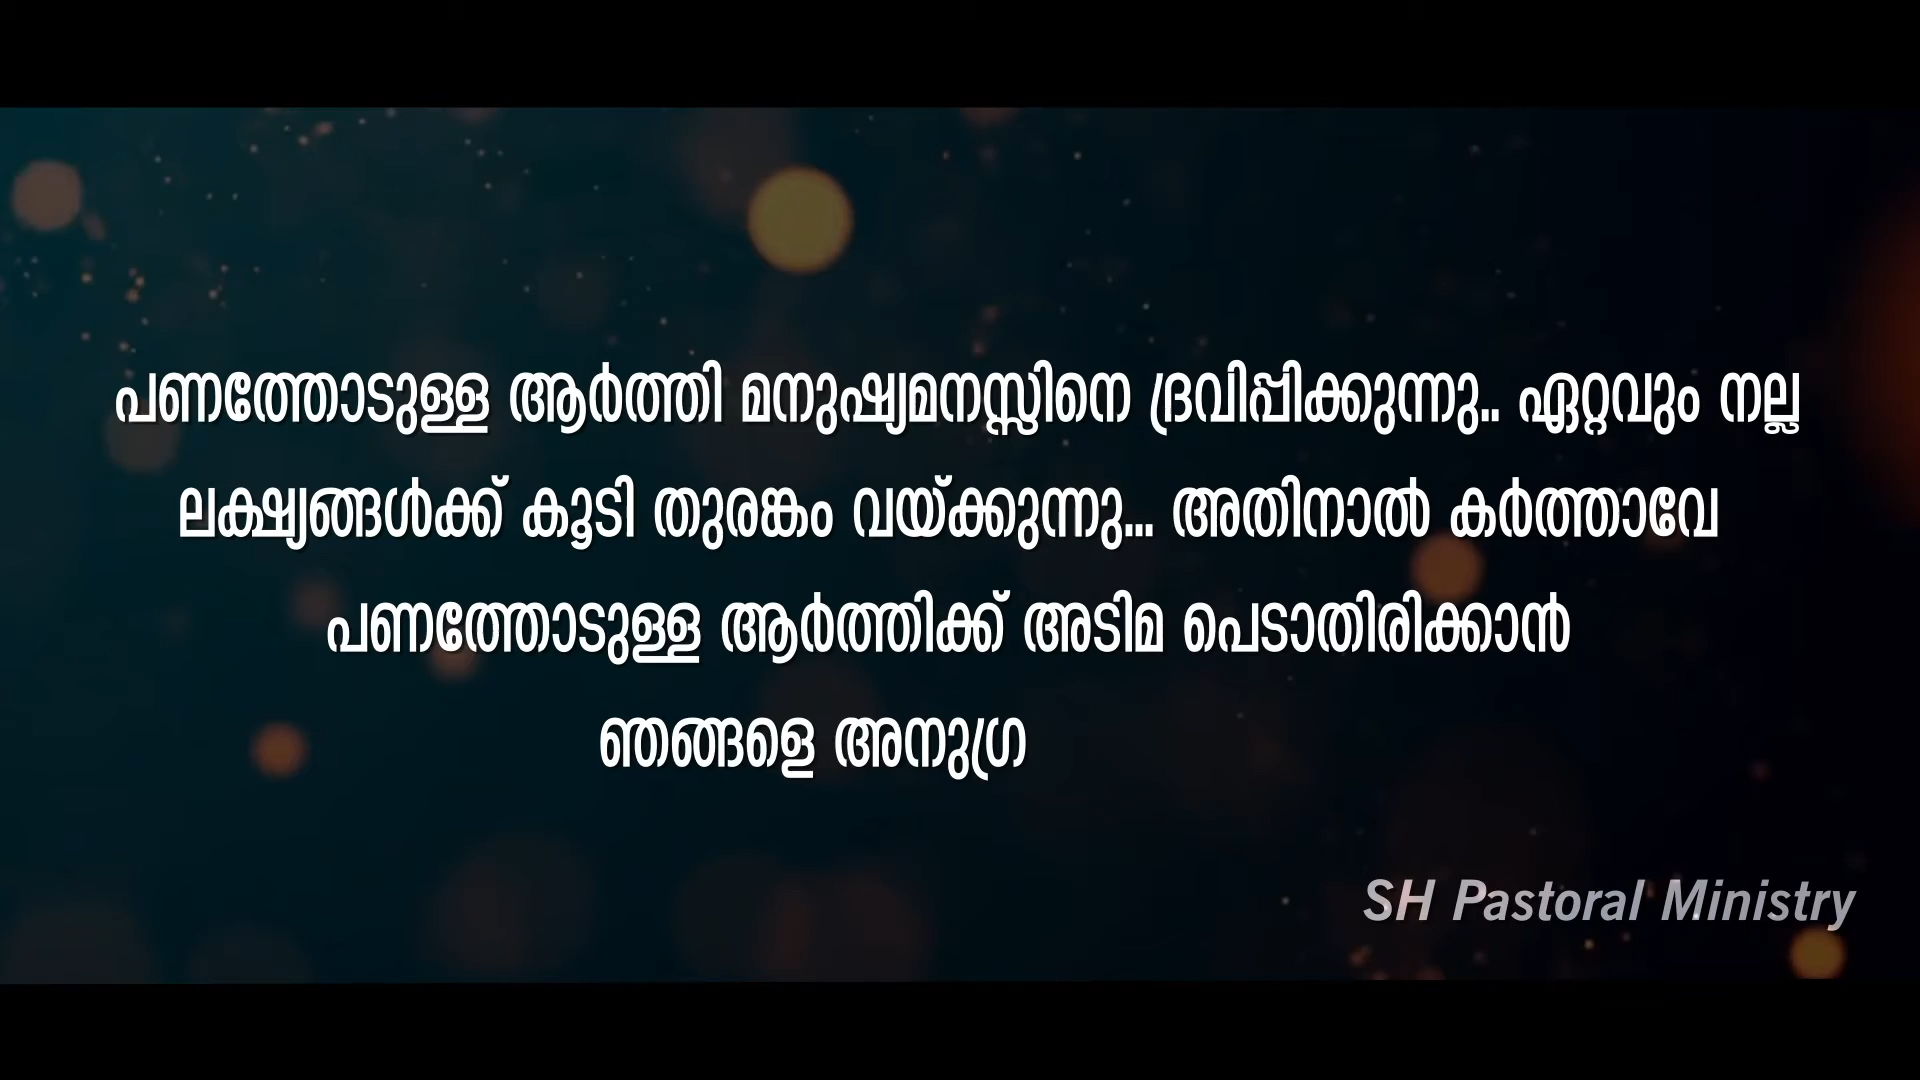 പണത്തോടുള്ള ആർത്തി മനുഷ്യമനസ്സിനെ ദ്രവിപ്പിക്കുന്നു.. ഏറ്റവും നല്ല
ലക്ഷ്യങ്ങൾക്ക് കൂടി തുരങ്കം വയ്ക്കുന്നു... അതിനാൽ കർത്താവേ
പണത്തോടുള്ള ആർത്തിക്ക് അടിമ പെടാതിരിക്കാൻ
ഞങ്ങളെ അനുഗ്ര
SH Pastoral Ministry